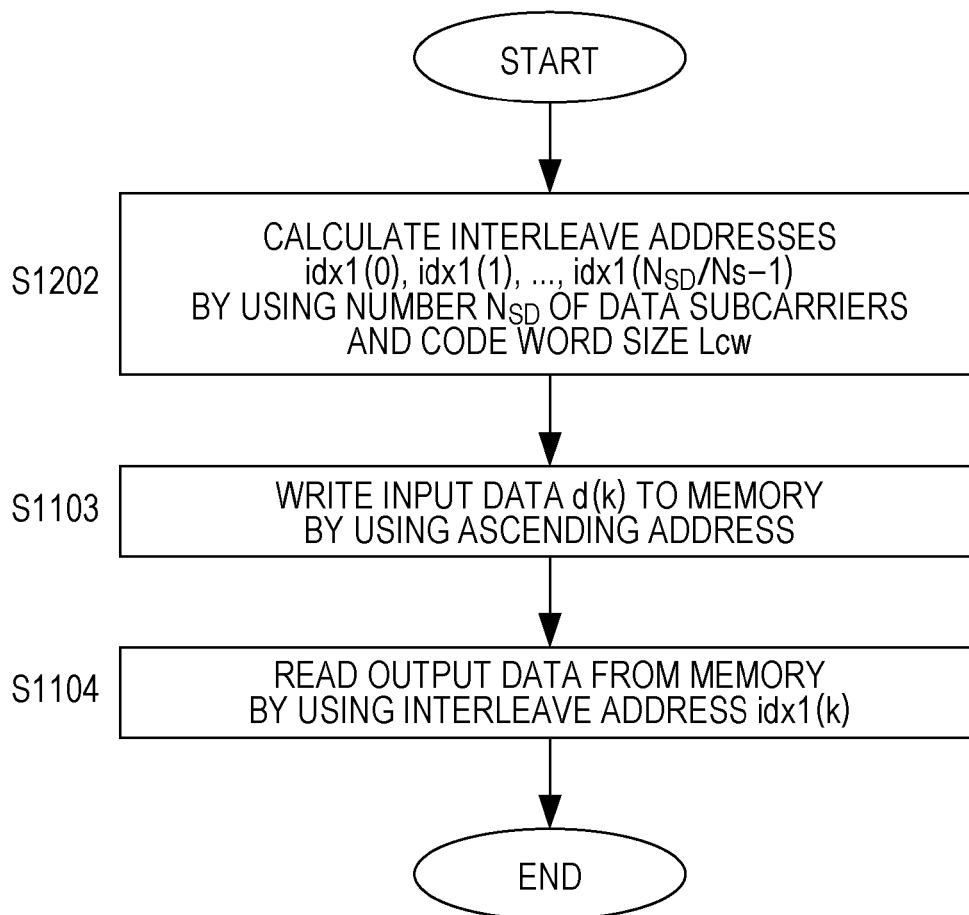 START
S1202
CALCULATE INTERLEAVE ADDRESSES
idx1(0), idx1(1), ..., idx1(N_SD/Ns−1)
BY USING NUMBER N_SD OF DATA SUBCARRIERS
AND CODE WORD SIZE Lcw
S1103
WRITE INPUT DATA d(k) TO MEMORY
BY USING ASCENDING ADDRESS
S1104
READ OUTPUT DATA FROM MEMORY
BY USING INTERLEAVE ADDRESS idx1(k)
END